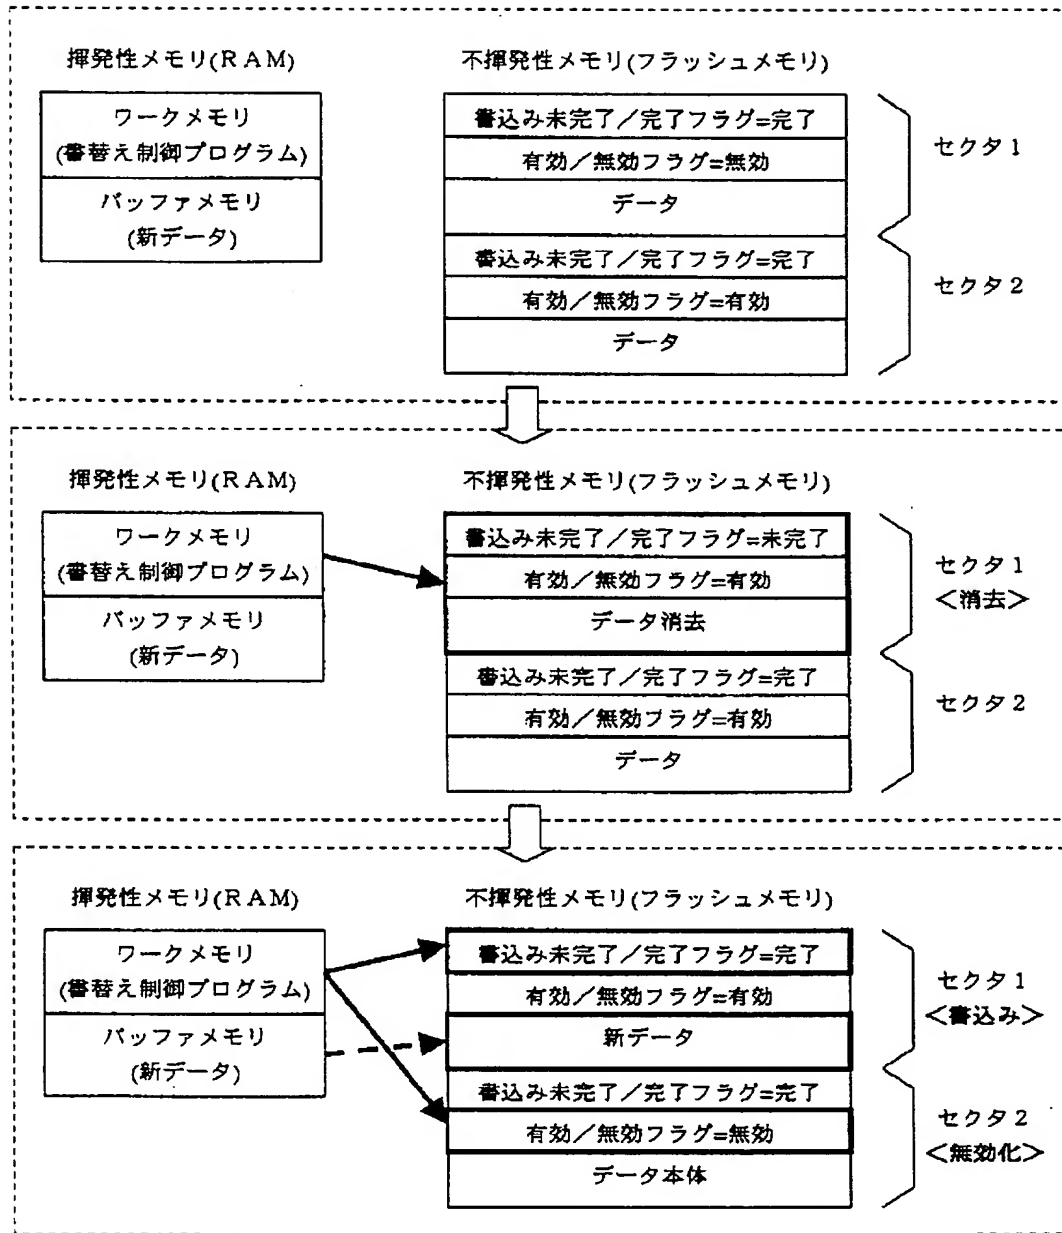 揮発性メモリ(RAM)
不揮発性メモリ(フラッシュメモリ)
ワークメモリ
(書替え制御プログラム)
バッファメモリ
(新データ)
書込み未完了／完了フラグ=完了
有効／無効フラグ=無効
データ
書込み未完了／完了フラグ=完了
有効／無効フラグ=有効
データ
セクタ1
セクタ2
揮発性メモリ(RAM)
不揮発性メモリ(フラッシュメモリ)
ワークメモリ
(書替え制御プログラム)
バッファメモリ
(新データ)
書込み未完了／完了フラグ=未完了
有効／無効フラグ=有効
データ消去
書込み未完了／完了フラグ=完了
有効／無効フラグ=有効
データ
セクタ1
＜消去＞
セクタ2
揮発性メモリ(RAM)
不揮発性メモリ(フラッシュメモリ)
ワークメモリ
(書替え制御プログラム)
バッファメモリ
(新データ)
書込み未完了／完了フラグ=完了
有効／無効フラグ=有効
新データ
書込み未完了／完了フラグ=完了
有効／無効フラグ=無効
データ本体
セクタ1
＜書込み＞
セクタ2
＜無効化＞